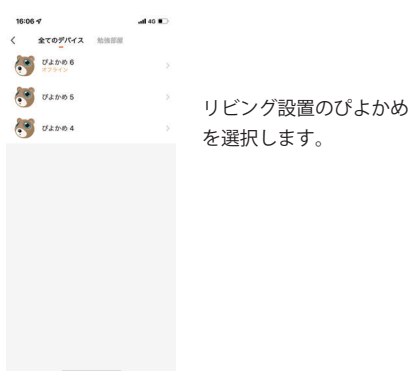 16:06
4G
全てのデバイス 勉強部屋
ぴよかめ 6
オフライン
ぴよかめ 5
ぴよかめ 4
リビング設置のぴよかめ
を選択します。